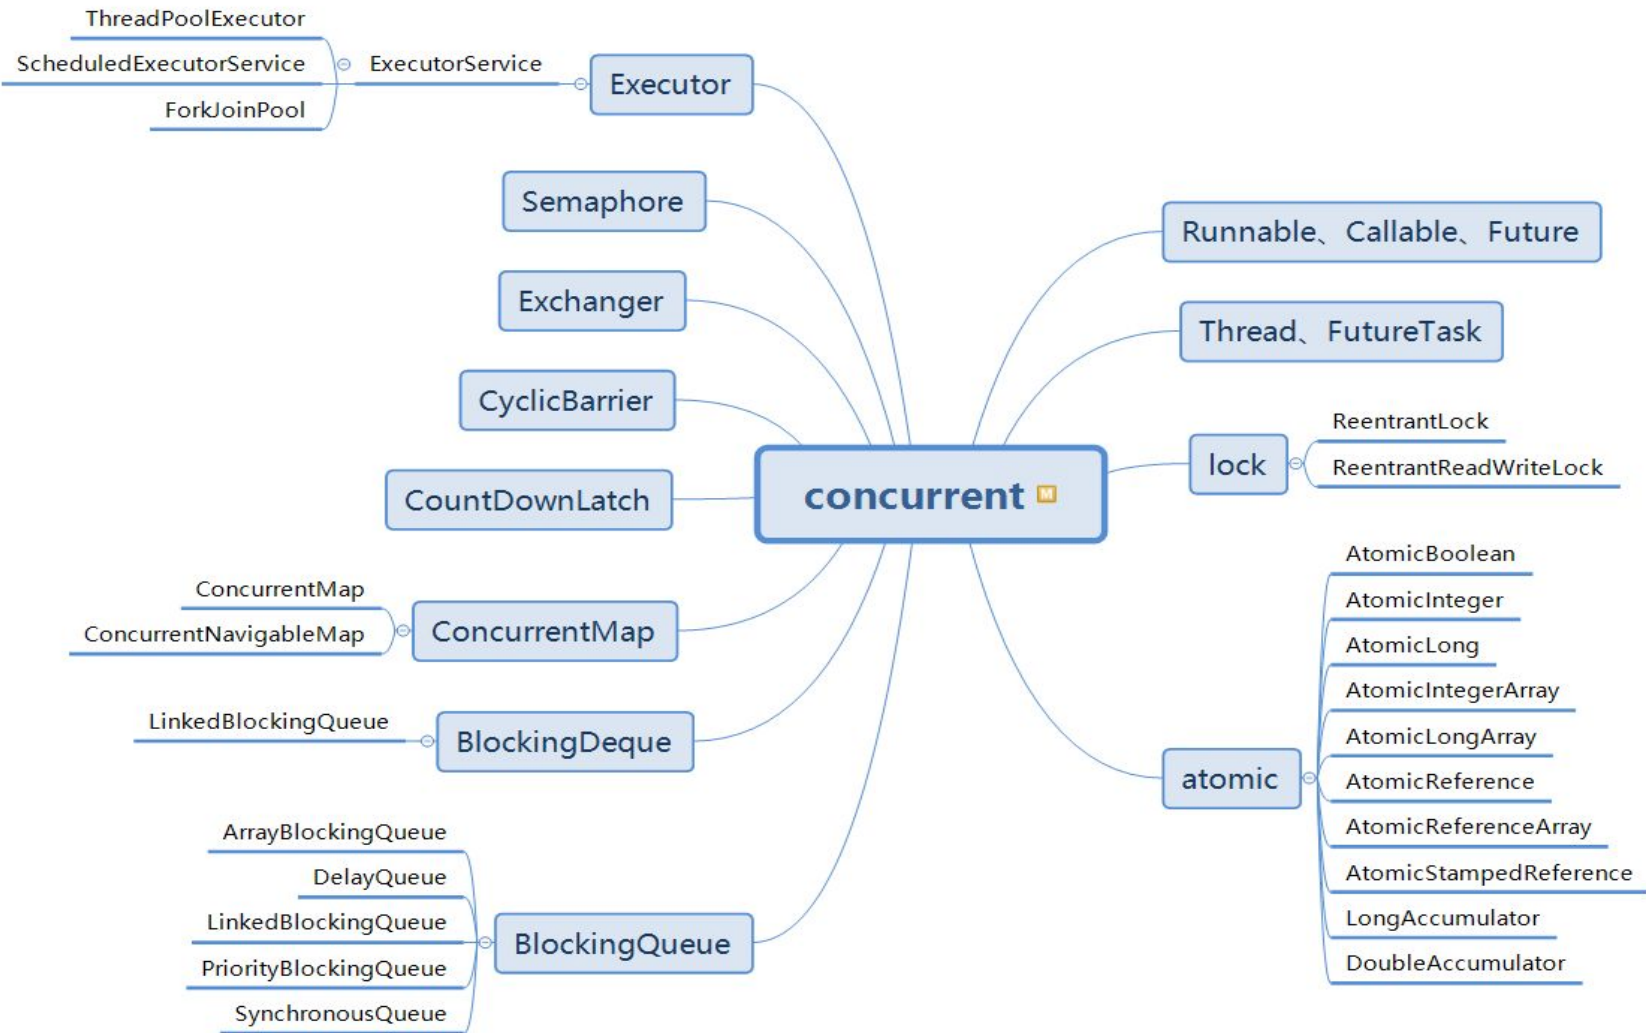 ThreadPoolExecutor
ScheduledExecutorService
ForkJoinPool
ExecutorService
Executor
Semaphore
Exchanger
CyclicBarrier
CountDownLatch
ConcurrentMap
ConcurrentNavigableMap
ConcurrentMap
LinkedBlockingQueue
BlockingDeque
ArrayBlockingQueue
DelayQueue
LinkedBlockingQueue
PriorityBlockingQueue
SynchronousQueue
BlockingQueue
concurrent M
Runnable、Callable、Future
Thread、FutureTask
lock
ReentrantLock
ReentrantReadWriteLock
atomic
AtomicBoolean
AtomicInteger
AtomicLong
AtomicIntegerArray
AtomicLongArray
AtomicReference
AtomicReferenceArray
AtomicStampedReference
LongAccumulator
DoubleAccumulator